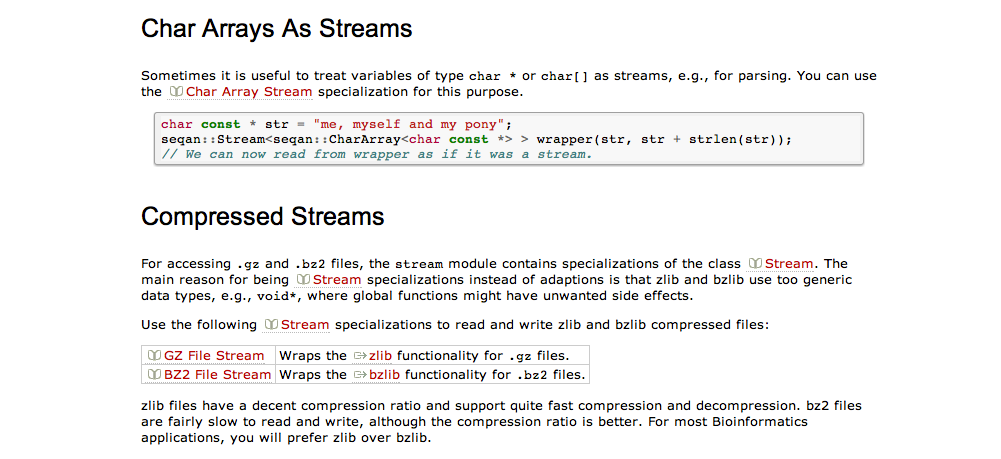 Char Arrays As Streams
Sometimes it is useful to treat variables of type char * or char[] as streams, e.g., for parsing. You can use
the Char Array Stream specialization for this purpose.
char const * str = "me, myself and my pony";
seqan::Stream<seqan::CharArray<char const *> > wrapper(str, str + strlen(str));
// We can now read from wrapper as if it was a stream.
Compressed Streams
For accessing .gz and .bz2 files, the stream module contains specializations of the class Stream. The
main reason for being Stream specializations instead of adaptions is that zlib and bzlib use too generic
data types, e.g., void*, where global functions might have unwanted side effects.
Use the following Stream specializations to read and write zlib and bzlib compressed files:
GZ File Stream Wraps the zlib functionality for .gz files.
BZ2 File Stream Wraps the bzlib functionality for .bz2 files.
zlib files have a decent compression ratio and support quite fast compression and decompression. bz2 files
are fairly slow to read and write, although the compression ratio is better. For most Bioinformatics
applications, you will prefer zlib over bzlib.